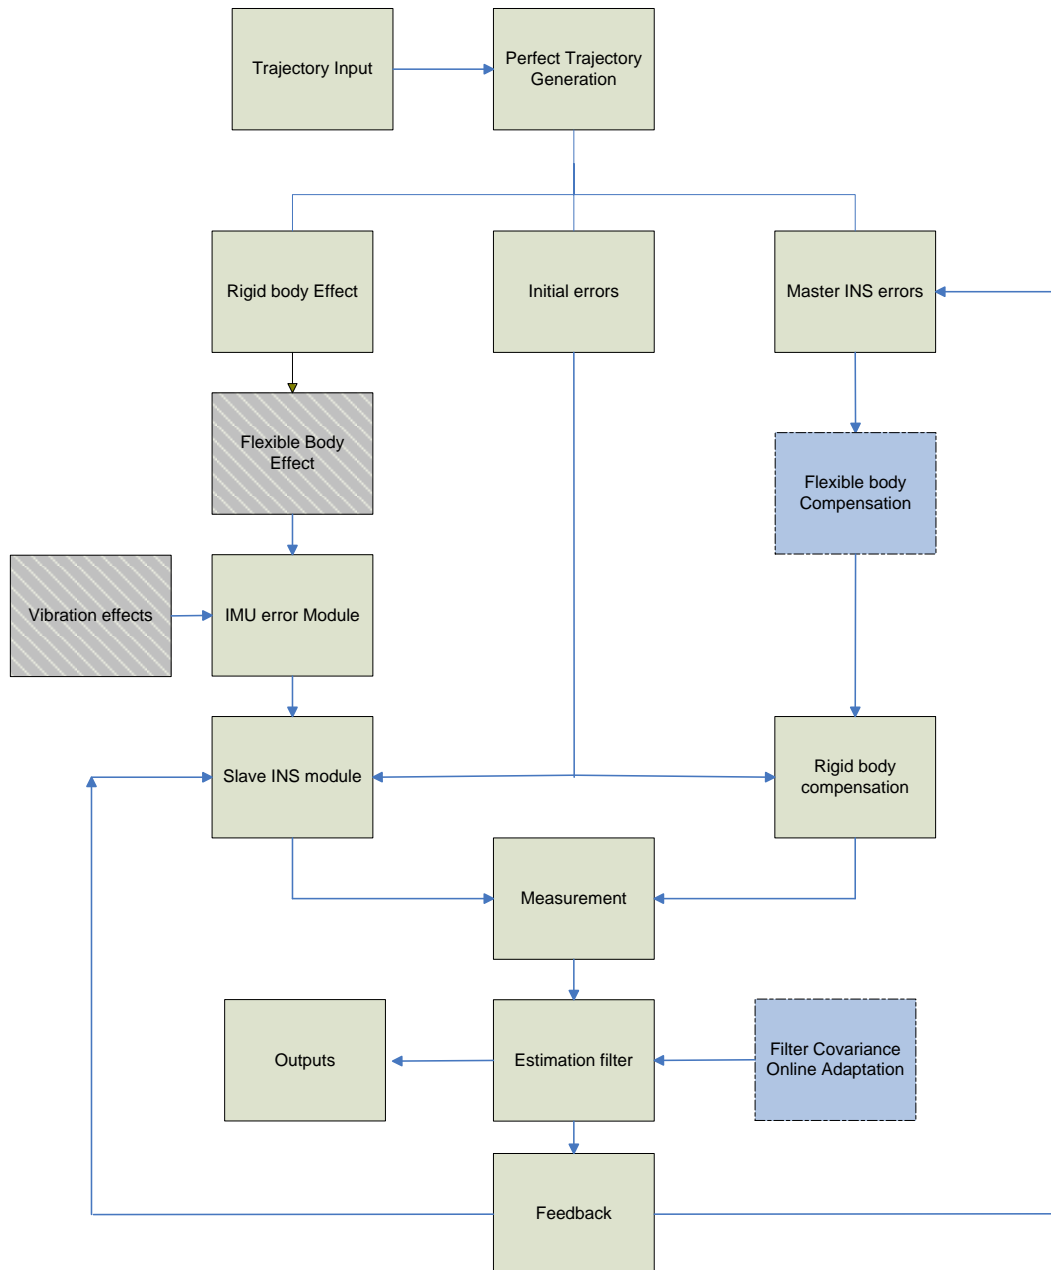 Trajectory Input
Perfect Trajectory
Generation
Rigid body Effect
Initial errors
Master INS errors
Flexible Body
Effect
Flexible body
Compensation
Vibration effects
IMU error Module
Slave INS module
Rigid body
compensation
Measurement
Outputs
Estimation filter
Filter Covariance
Online Adaptation
Feedback